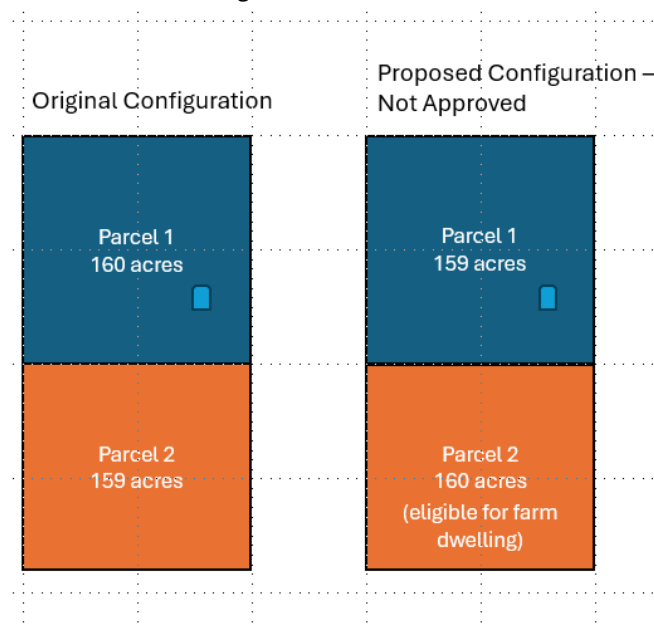 Original Configuration
Parcel 1
160 acres
Parcel 2
159 acres
Proposed Configuration –
Not Approved
Parcel 1
159 acres
Parcel 2
160 acres
(eligible for farm
dwelling)